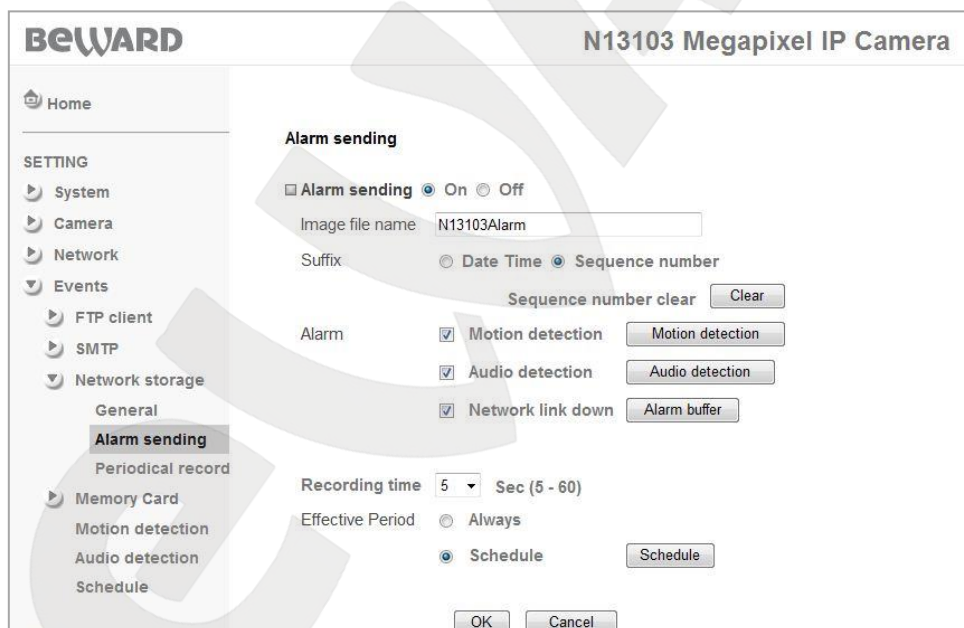 BEWARD
N13103 Megapixel IP Camera
Home
SETTING
System
Camera
Network
Events
FTP client
SMTP
Network storage
General
Alarm sending
Periodical record
Memory Card
Motion detection
Audio detection
Schedule
Alarm sending
Alarm sending On Off
Image file name N13103Alarm
Suffix Date Time Sequence number
Sequence number clear Clear
Alarm Motion detection Motion detection
Audio detection Audio detection
Network link down Alarm buffer
Recording time 5 Sec (5 - 60)
Effective Period Always
Schedule Schedule
OK Cancel